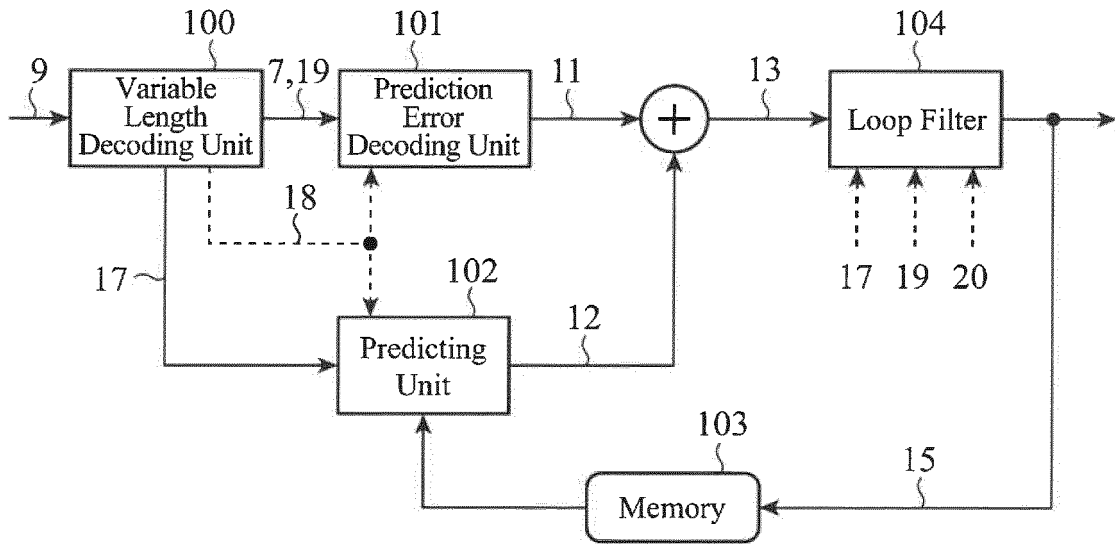 100
101
104
9
Variable
Length
Decoding Unit
7,19
Prediction
Error
Decoding Unit
11
+
13
Loop Filter
18
17
102
12
17
19
20
Predicting
Unit
103
Memory
15